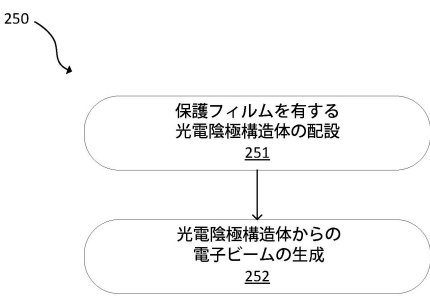 250
保護フィルムを有する
光電陰極構造体の配設
251
光電陰極構造体からの
電子ビームの生成
252